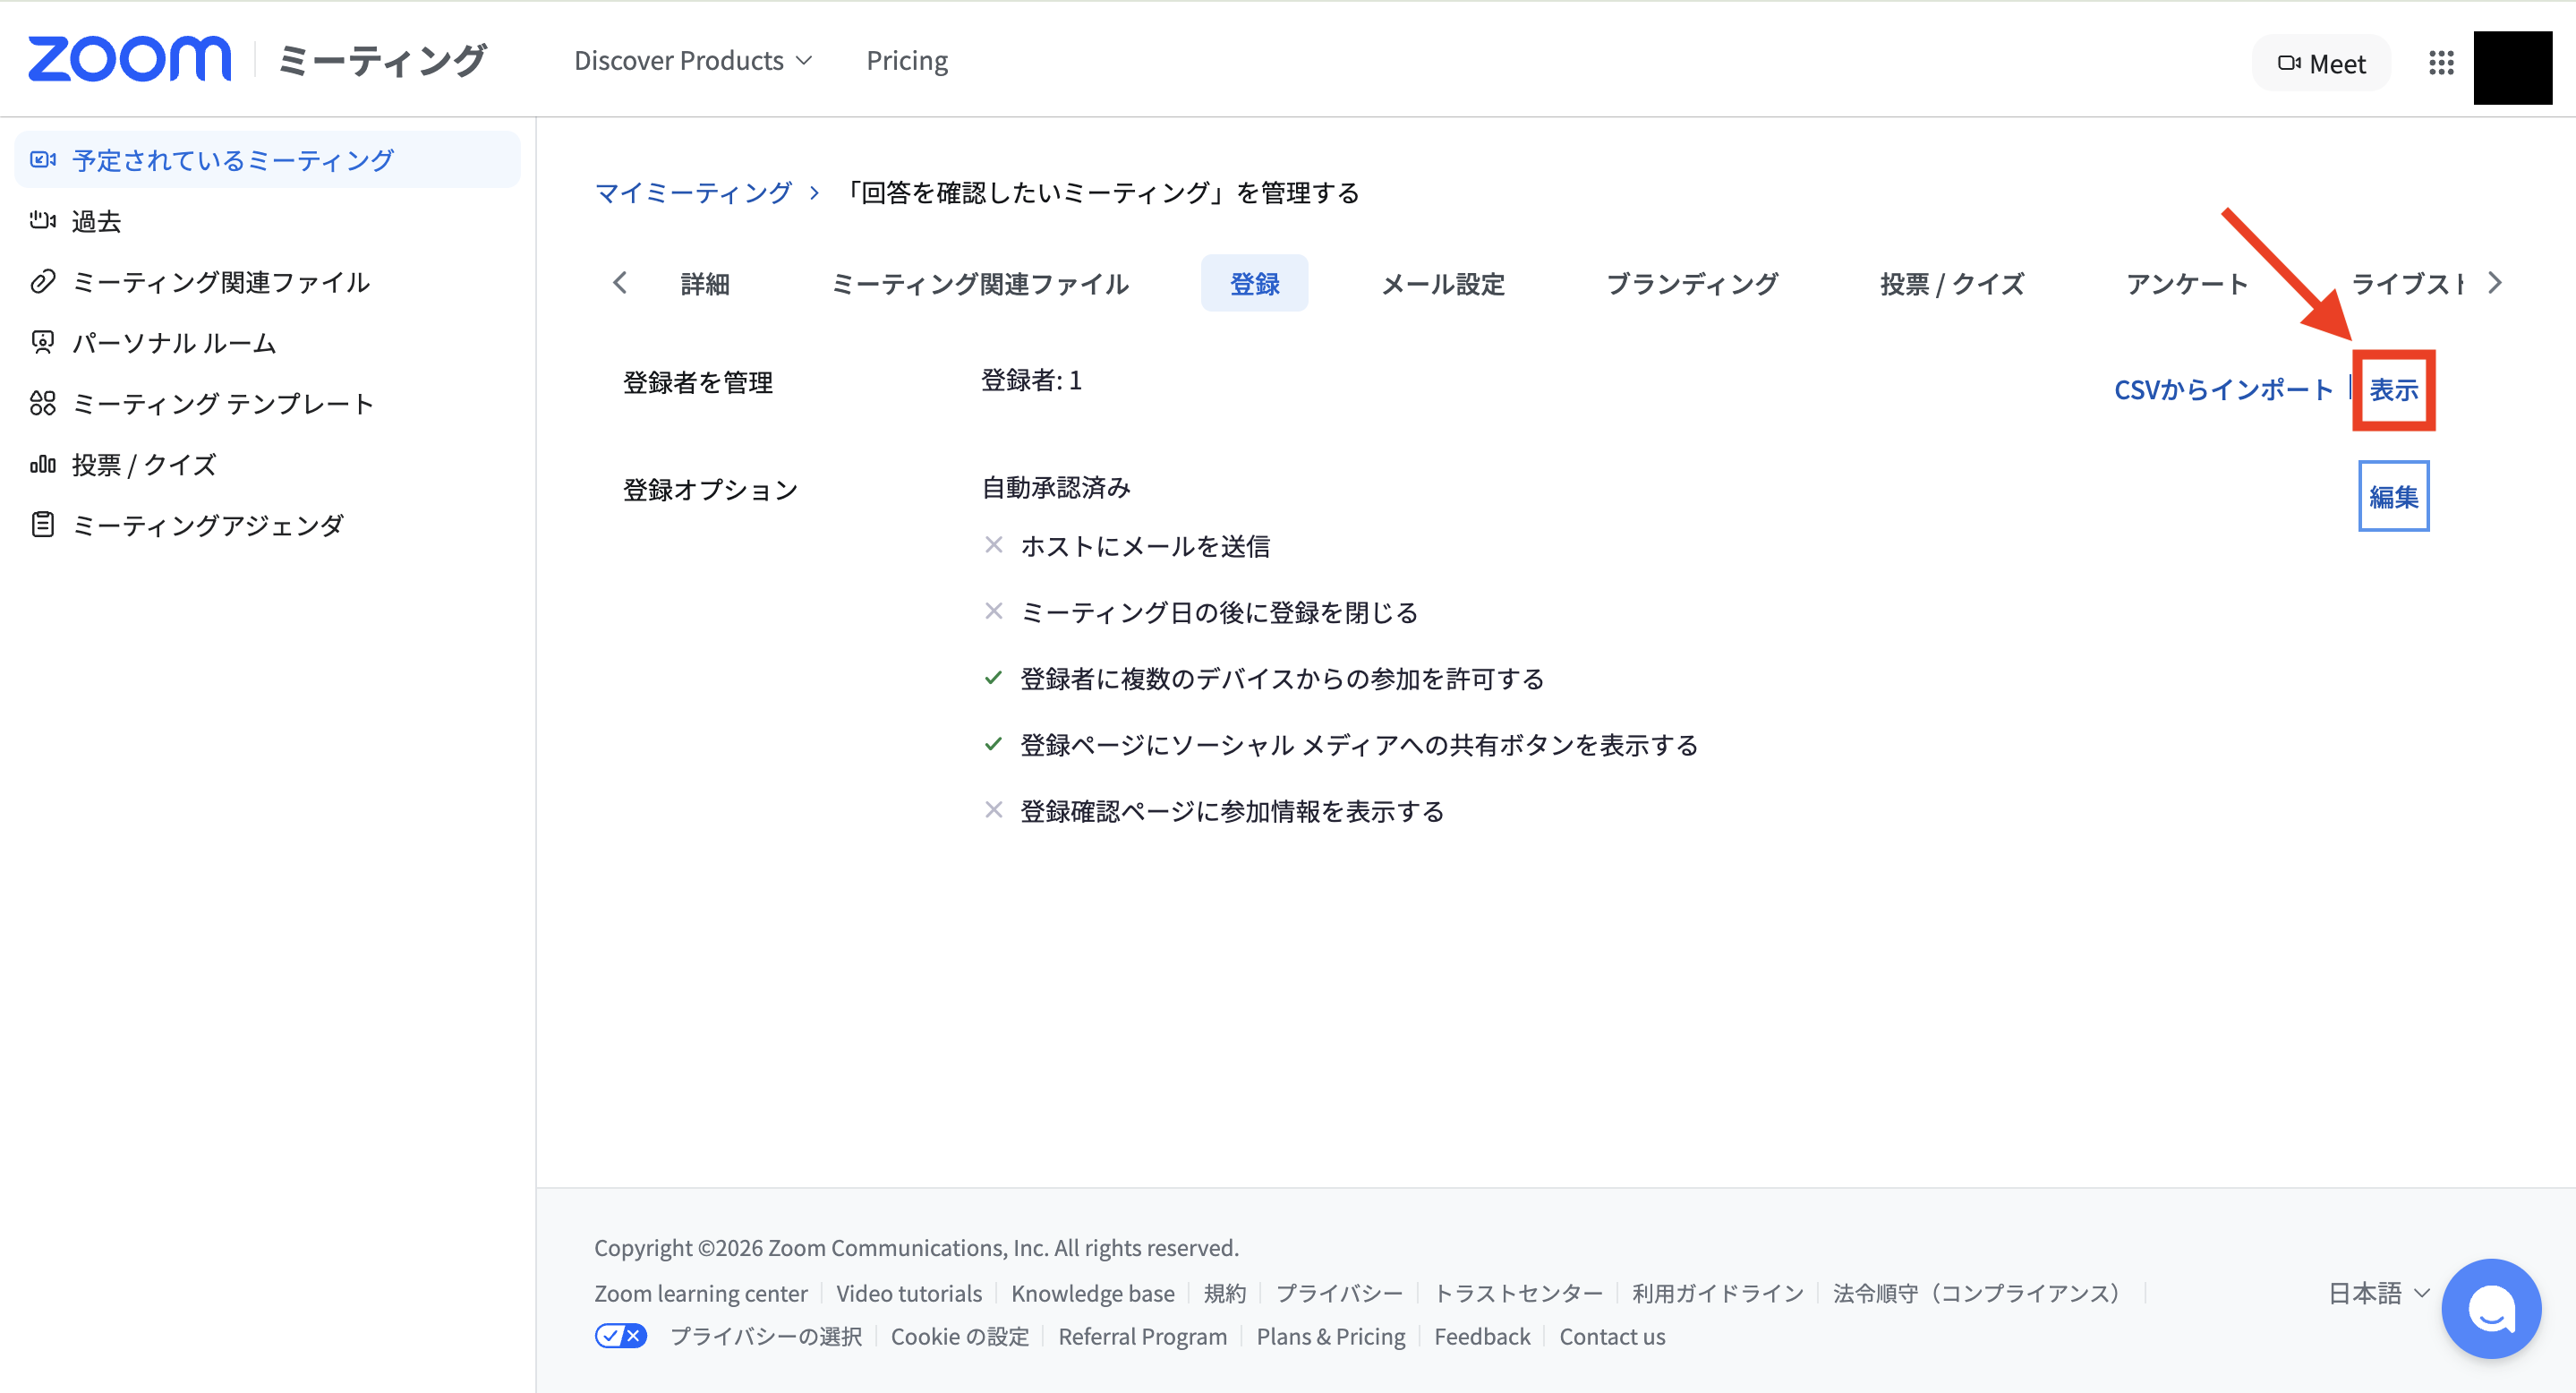 zoom ミーティング Discover Products Pricing Meet
予定されているミーティング
過去
ミーティング関連ファイル
パーソナル ルーム
ミーティング テンプレート
投票 / クイズ
ミーティングアジェンダ
マイミーティング 「回答を確認したいミーティング」を管理する
詳細 ミーティング関連ファイル 登録 メール設定 ブランディング 投票 / クイズ アンケート ライブスト
登録者を管理 登録者: 1 CSVからインポート 表示
登録オプション 自動承認済み 編集
ホストにメールを送信
ミーティング日の後に登録を閉じる
登録者に複数のデバイスからの参加を許可する
登録ページにソーシャル メディアへの共有ボタンを表示する
登録確認ページに参加情報を表示する
Copyright ©2026 Zoom Communications, Inc. All rights reserved.
Zoom learning center Video tutorials Knowledge base 規約 プライバシー トラストセンター 利用ガイドライン 法令順守（コンプライアンス） 日本語
プライバシーの選択 Cookie の設定 Referral Program Plans & Pricing Feedback Contact us